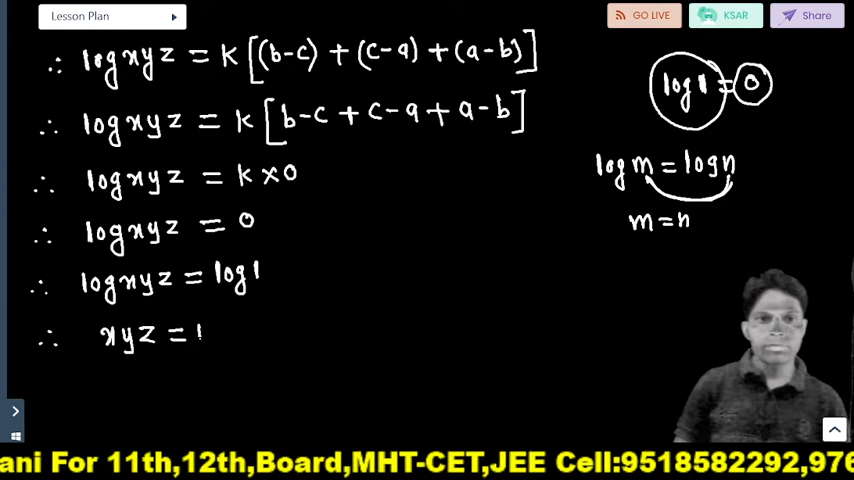 Lesson Plan
GO LIVE
KSAR
Share
∴ log xyz = k[(b-c) + (c-a) + (a-b)]
∴ log xyz = k[b-c + c-a + a-b]
∴ log xyz = k × 0
∴ log xyz = 0
∴ log xyz = log 1
∴ xyz = 1
log 1 = 0
log m = log n
m = n
ani For 11th,12th,Board,MHT-CET,JEE Cell:9518582292,976